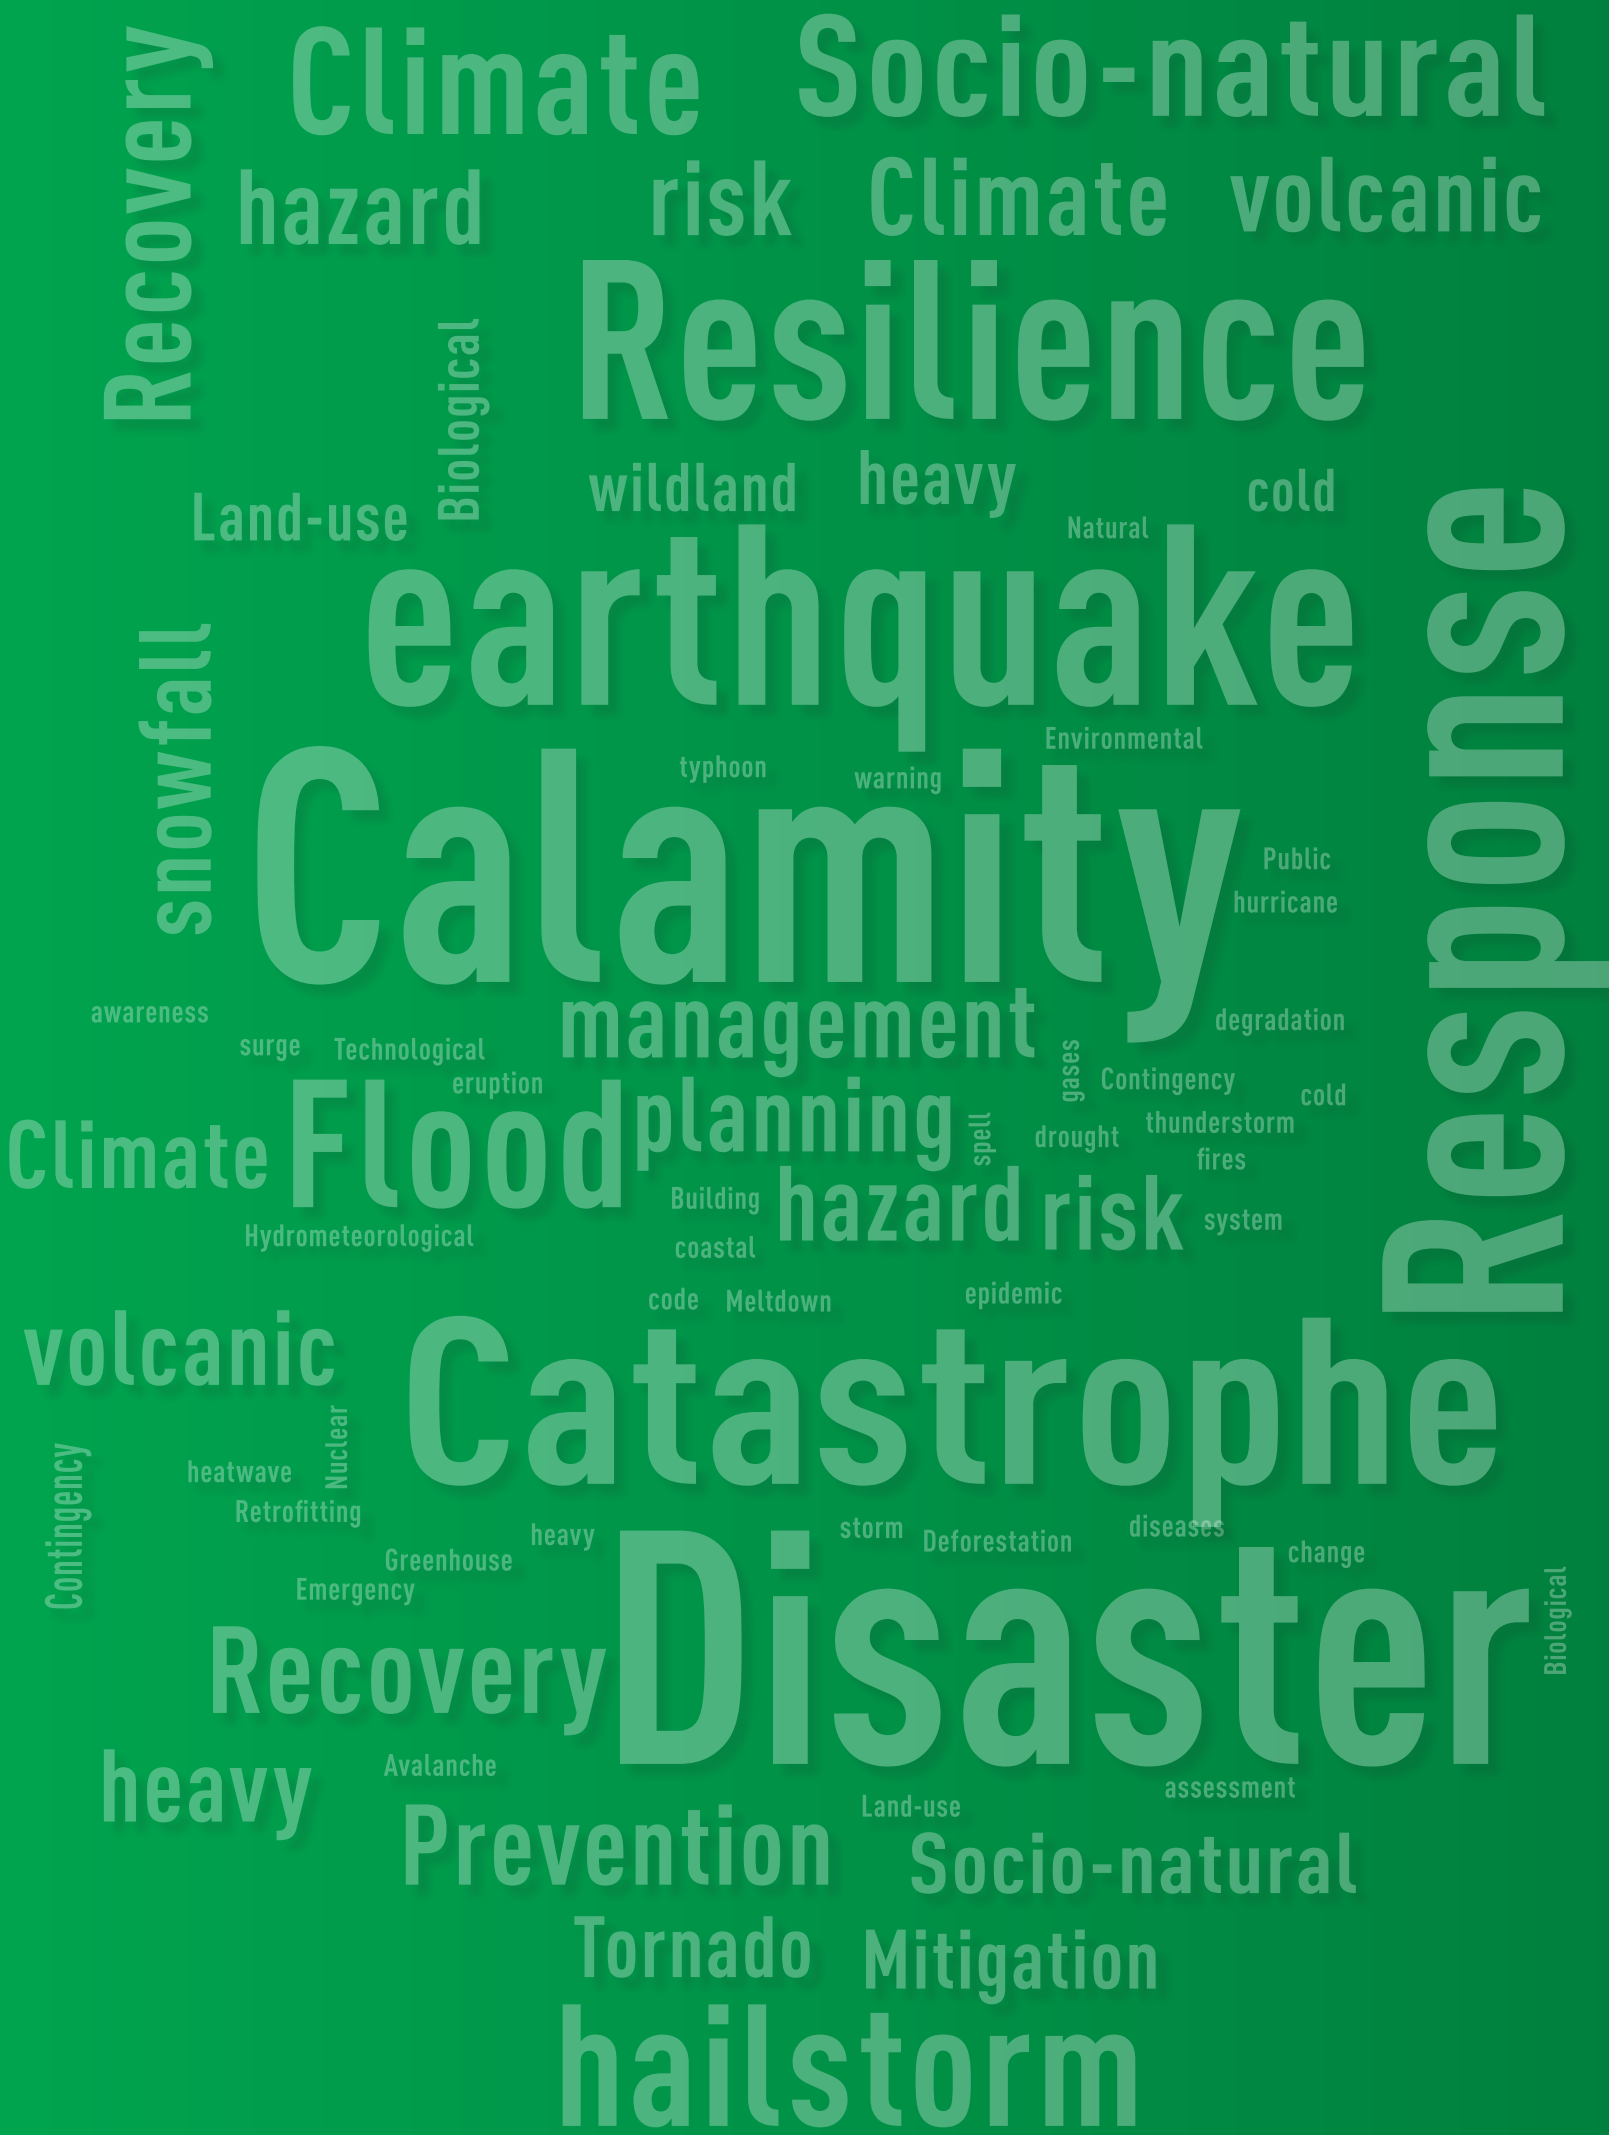 Recovery
Climate
Socio-natural
hazard
risk
Climate
volcanic
Resilience
Biological
wildland
heavy
cold
Land-use
Natural
earthquake
Response
snowfall
Environmental
typhoon
warning
Calamity
Public
hurricane
awareness
management
degradation
surge
Technological
gases
eruption
Contingency
cold
Flood
planning
spell
drought
thunderstorm
Climate
fires
Building
hazard
risk
system
Hydrometeorological
coastal
code
Meltdown
epidemic
volcanic
Catastrophe
Nuclear
Contingency
heatwave
Retrofitting
heavy
storm
Deforestation
diseases
change
Greenhouse
Emergency
Disaster
Biological
Recovery
heavy
Avalanche
assessment
Land-use
Prevention
Socio-natural
Tornado
Mitigation
hailstorm